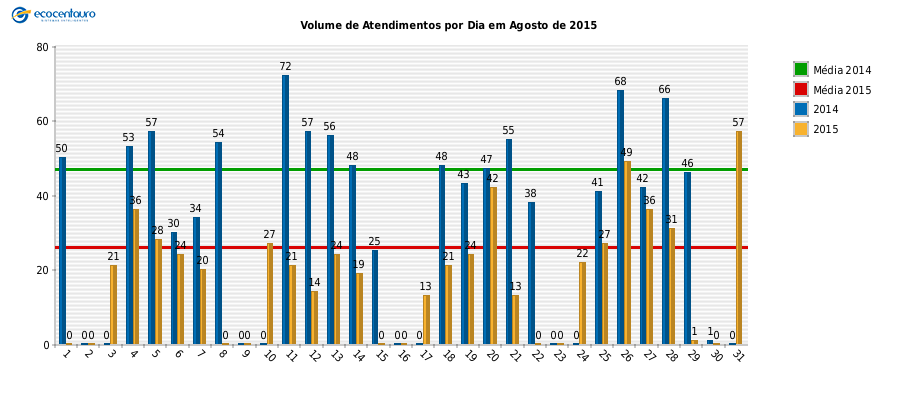 ecocentauro
Volume de Atendimentos por Dia em Agosto de 2015
80
60
40
20
0
50 0 0 0 0 21 53 36 57 28 30 24 34 20 54 0 0 0 0 27 72 21 57 14 56 24 48 19 25 0 0 0 0 13 48 21 43 24 47 42 55 13 38 0 0 0 0 22 41 27 68 49 42 36 66 31 46 1 1 0 0 57
1 2 3 4 5 6 7 8 9 10 11 12 13 14 15 16 17 18 19 20 21 22 23 24 25 26 27 28 29 30 31
Média 2014
Média 2015
2014
2015